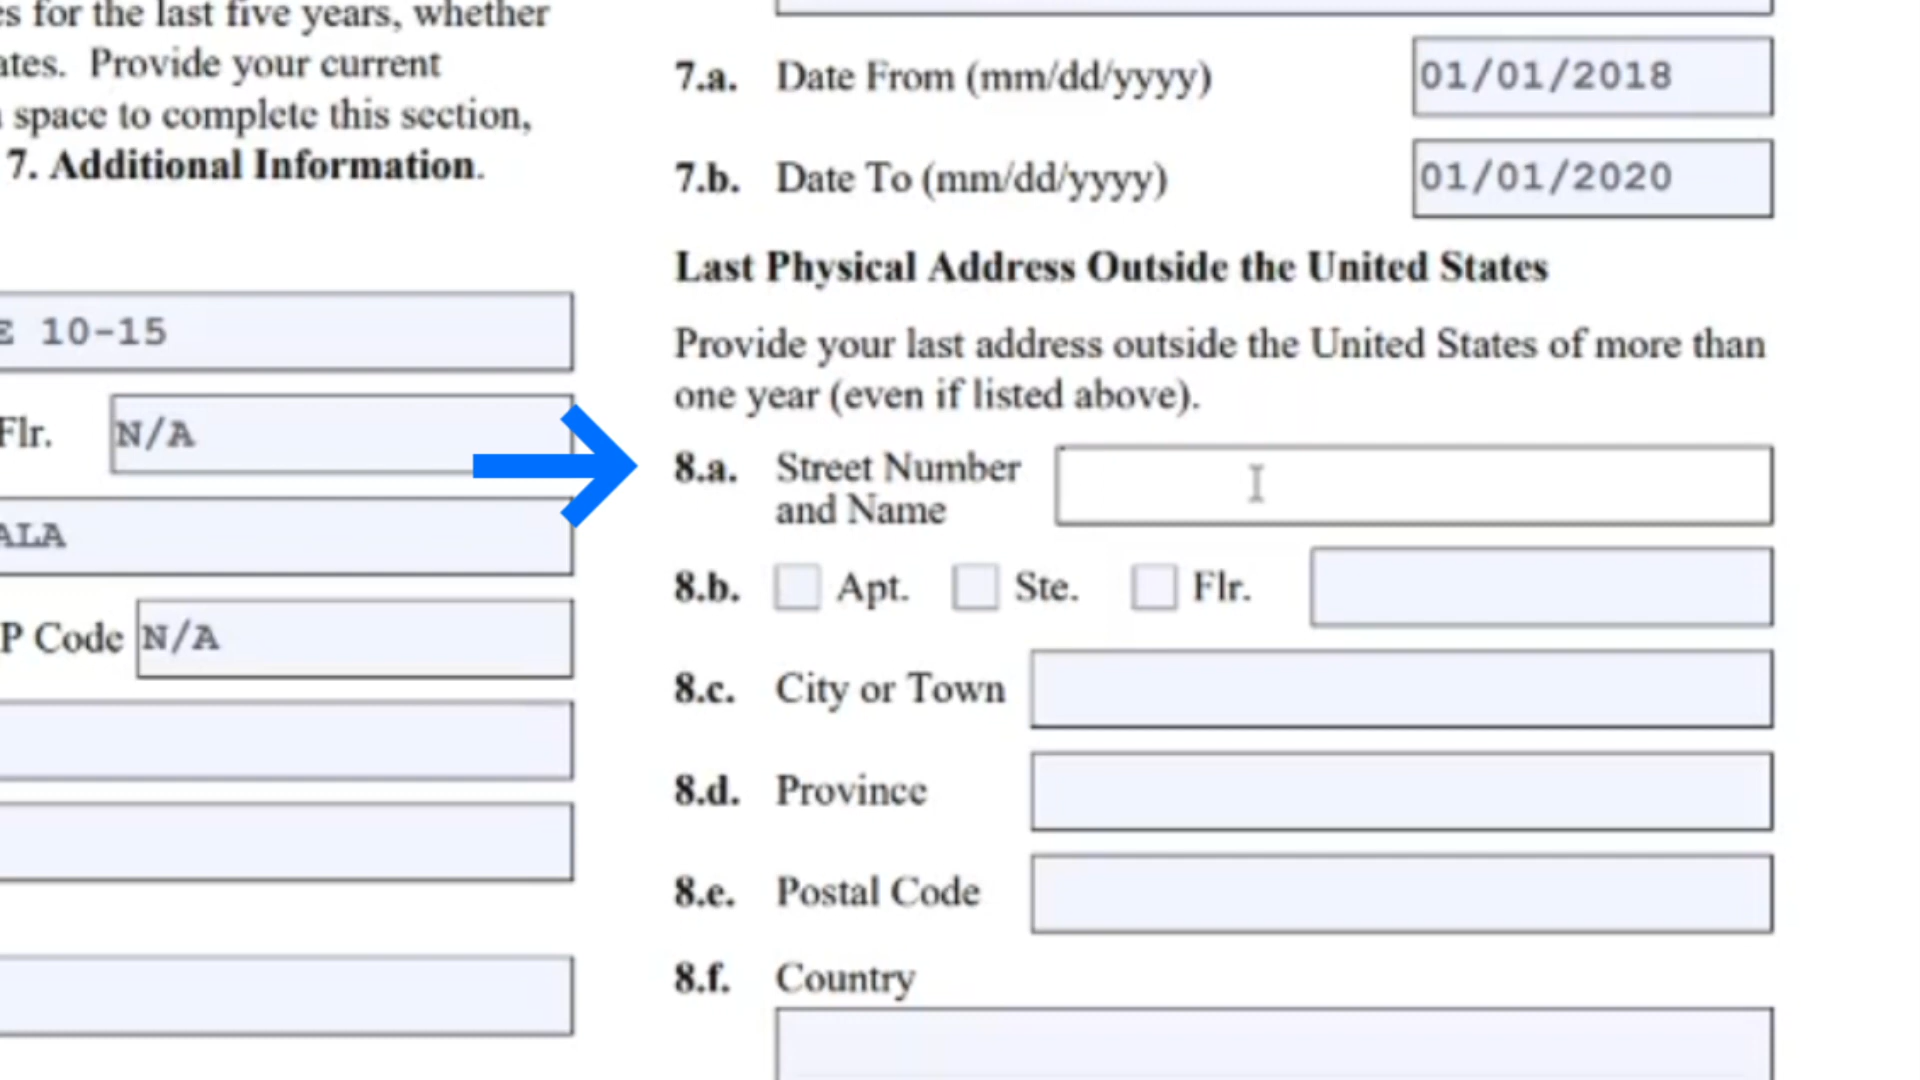 es for the last five years, whether
ates. Provide your current
space to complete this section,
7. Additional Information.
E 10-15
Flr. N/A
ALA
P Code N/A
7.a. Date From (mm/dd/yyyy) 01/01/2018
7.b. Date To (mm/dd/yyyy) 01/01/2020
Last Physical Address Outside the United States
Provide your last address outside the United States of more than
one year (even if listed above).
8.a. Street Number
and Name
8.b. Apt. Ste. Flr.
8.c. City or Town
8.d. Province
8.e. Postal Code
8.f. Country